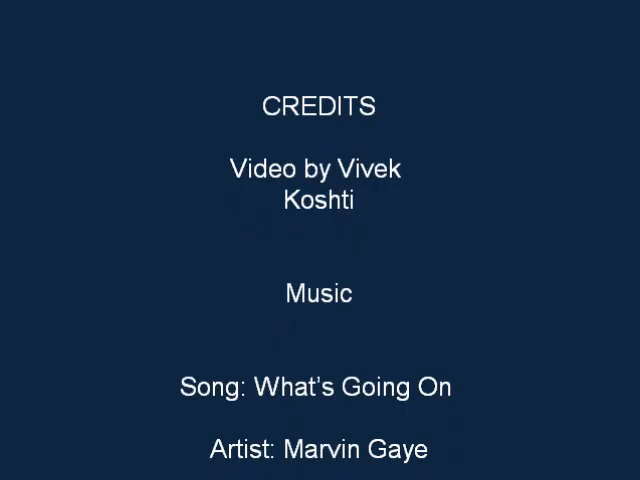 CREDITS
Video by Vivek
Koshti
Music
Song: What's Going On
Artist: Marvin Gaye